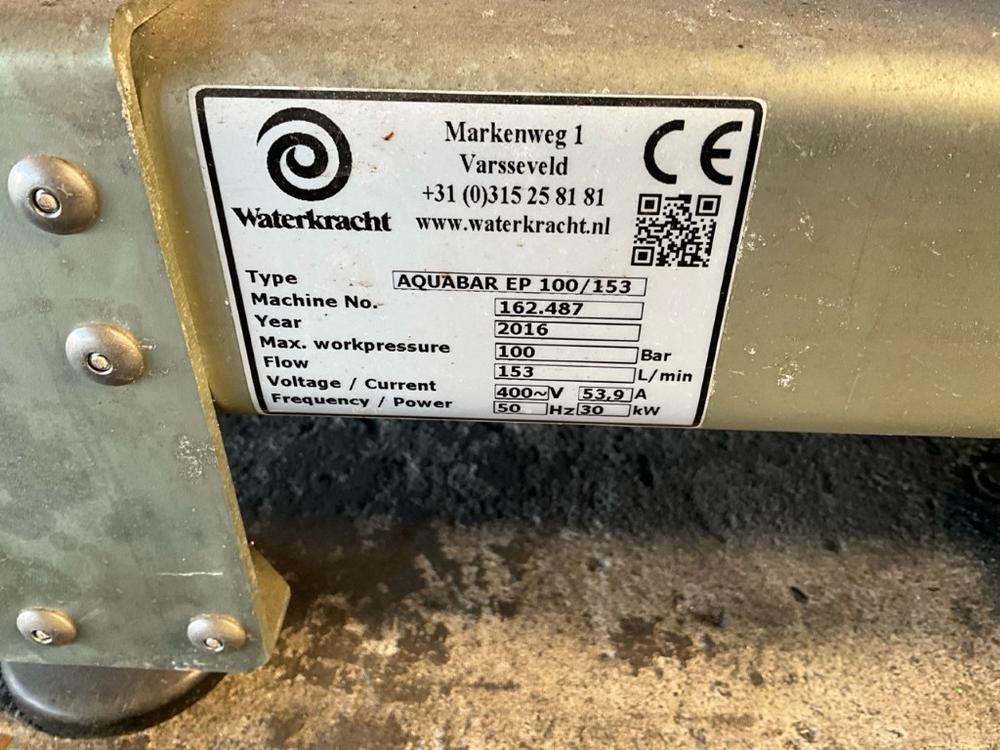 Waterkracht
Markenweg 1
Varsseveld
+31 (0)315 25 81 81
www.waterkracht.nl
CE
Type AQUABAR EP 100/153
Machine No. 162.487
Year 2016
Max. workpressure 100 Bar
Flow 153 L/min
Voltage / Current 400~V 53,9 A
Frequency / Power 50 Hz 30 kW